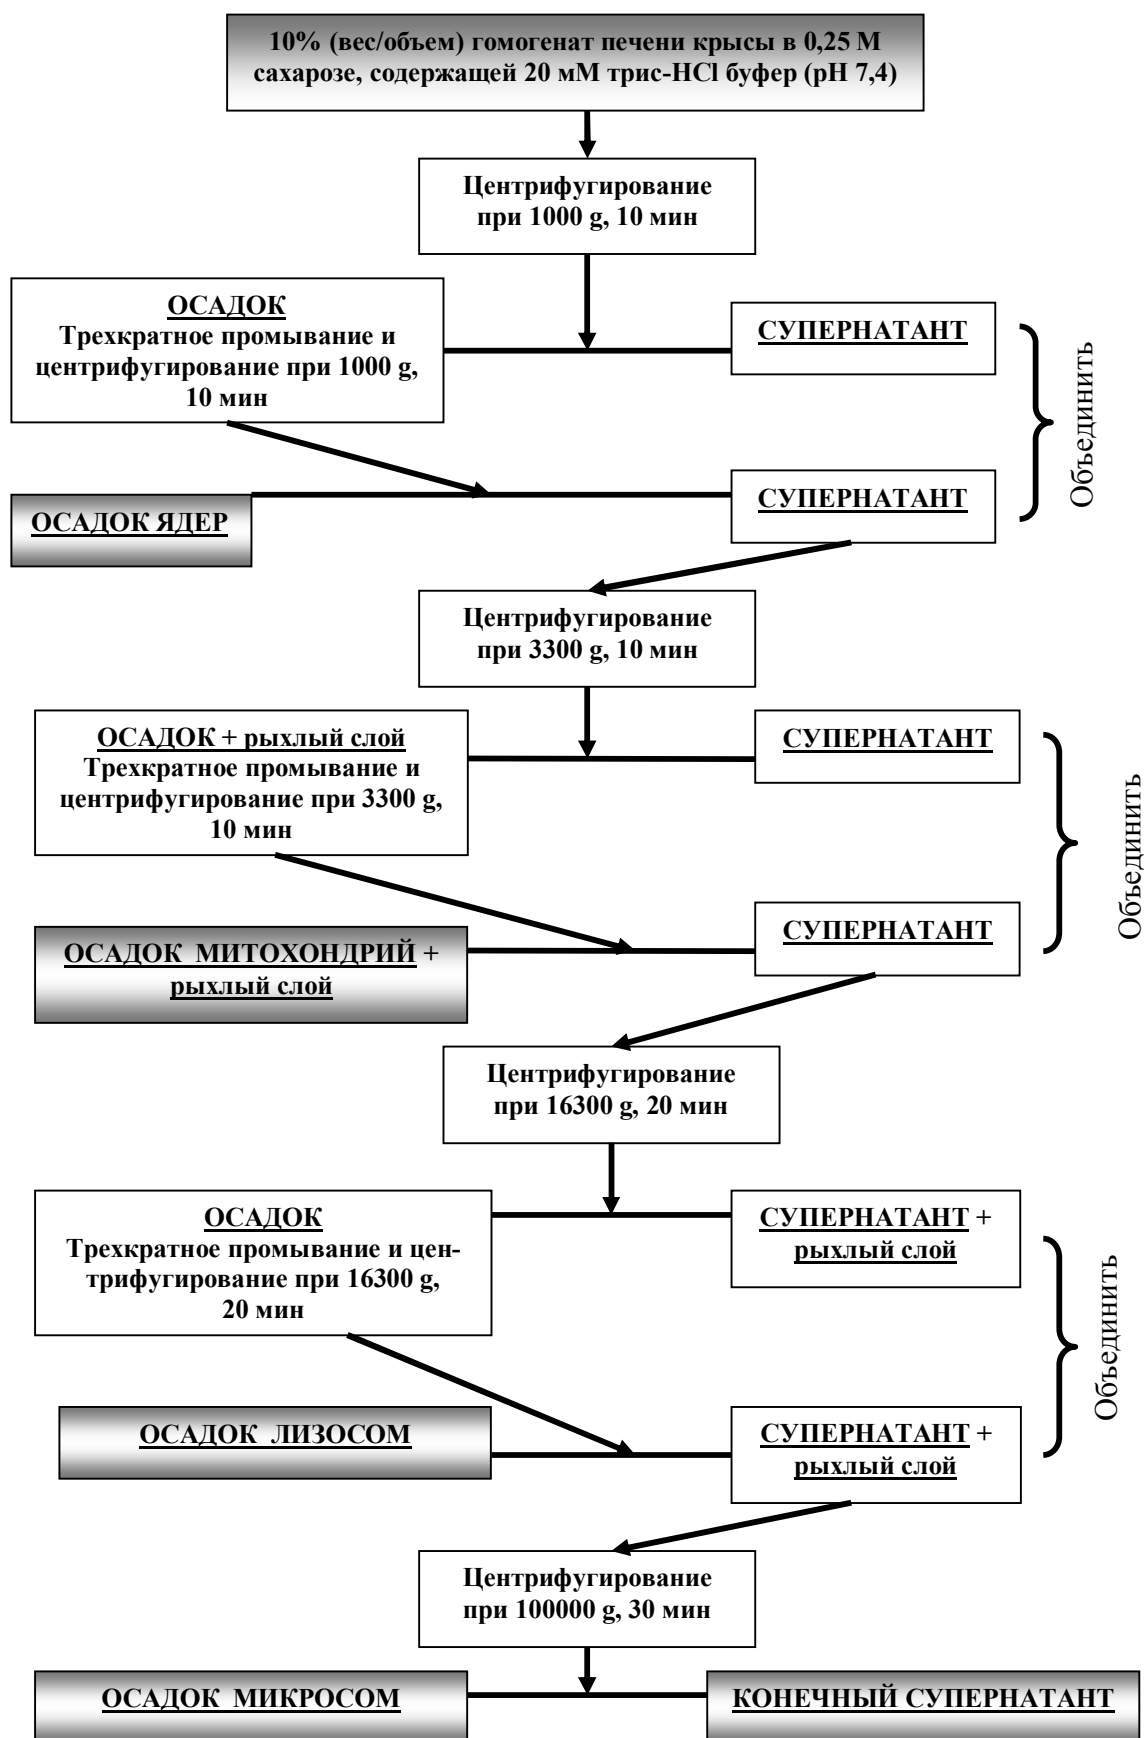 10% (вес/объем) гомогенат печени крысы в 0,25 М
сахарозе, содержащей 20 мМ трис-HCl буфер (рН 7,4)
Центрифугирование
при 1000 g, 10 мин
ОСАДОК
Трехкратное промывание и
центрифугирование при 1000 g,
10 мин
СУПЕРНАТАНТ
Объединить
ОСАДОК ЯДЕР
СУПЕРНАТАНТ
Центрифугирование
при 3300 g, 10 мин
ОСАДОК + рыхлый слой
Трехкратное промывание и
центрифугирование при 3300 g,
10 мин
СУПЕРНАТАНТ
Объединить
ОСАДОК МИТОХОНДРИЙ +
рыхлый слой
СУПЕРНАТАНТ
Центрифугирование
при 16300 g, 20 мин
ОСАДОК
Трехкратное промывание и цен-
трифугирование при 16300 g,
20 мин
СУПЕРНАТАНТ +
рыхлый слой
Объединить
ОСАДОК ЛИЗОСОМ
СУПЕРНАТАНТ +
рыхлый слой
Центрифугирование
при 100000 g, 30 мин
ОСАДОК МИКРОСОМ
КОНЕЧНЫЙ СУПЕРНАТАНТ